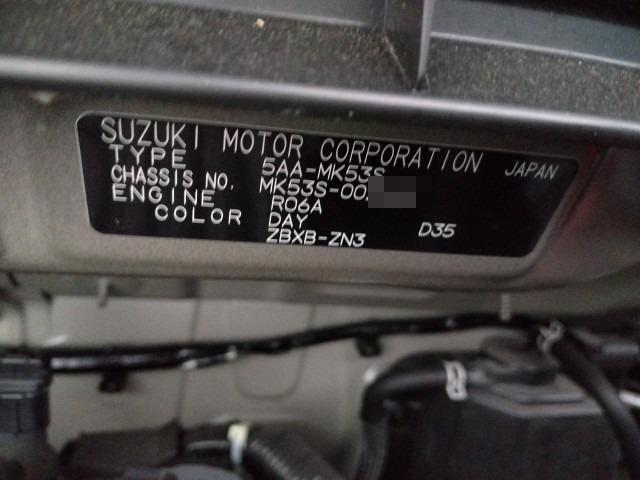 SUZUKI MOTOR CORPORATION JAPAN
TYPE 5AA-MK53S
CHASSIS NO. MK53S-00
ENGINE R06A
COLOR DAY D35
ZBXB-ZN3